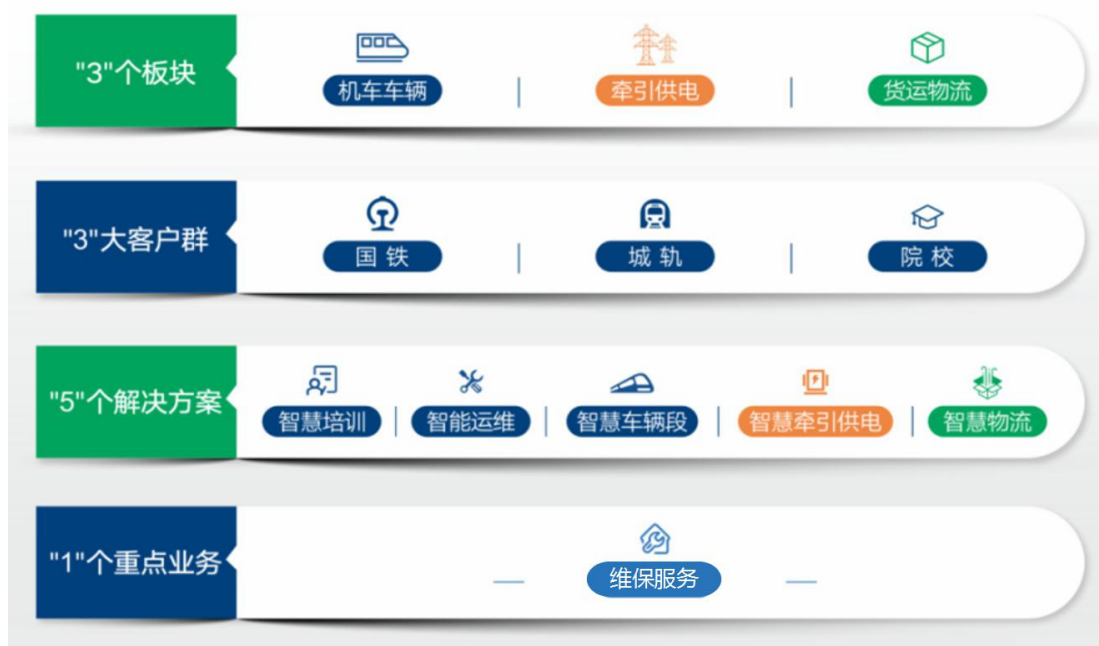 "3"个板块
机车车辆
牵引供电
货运物流
"3"大客户群
国铁
城轨
院校
"5"个解决方案
智慧培训
智能运维
智慧车辆段
智慧牵引供电
智慧物流
"1"个重点业务
维保服务